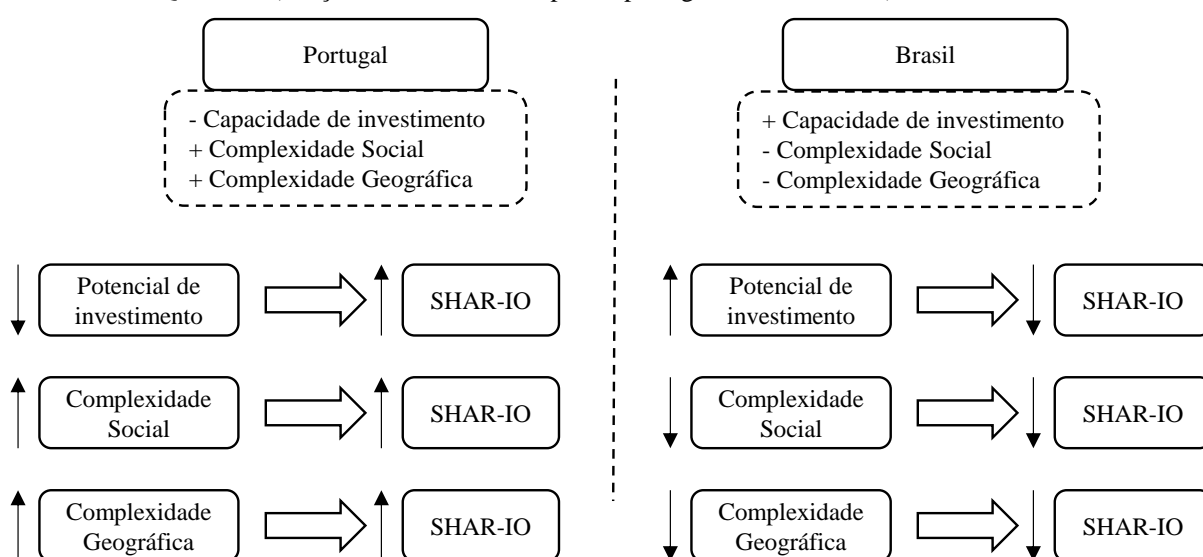 Portugal
- Capacidade de investimento
+ Complexidade Social
+ Complexidade Geográfica
Potencial de
investimento
SHAR-IO
Complexidade
Social
SHAR-IO
Complexidade
Geográfica
SHAR-IO
Brasil
+ Capacidade de investimento
- Complexidade Social
- Complexidade Geográfica
Potencial de
investimento
SHAR-IO
Complexidade
Social
SHAR-IO
Complexidade
Geográfica
SHAR-IO